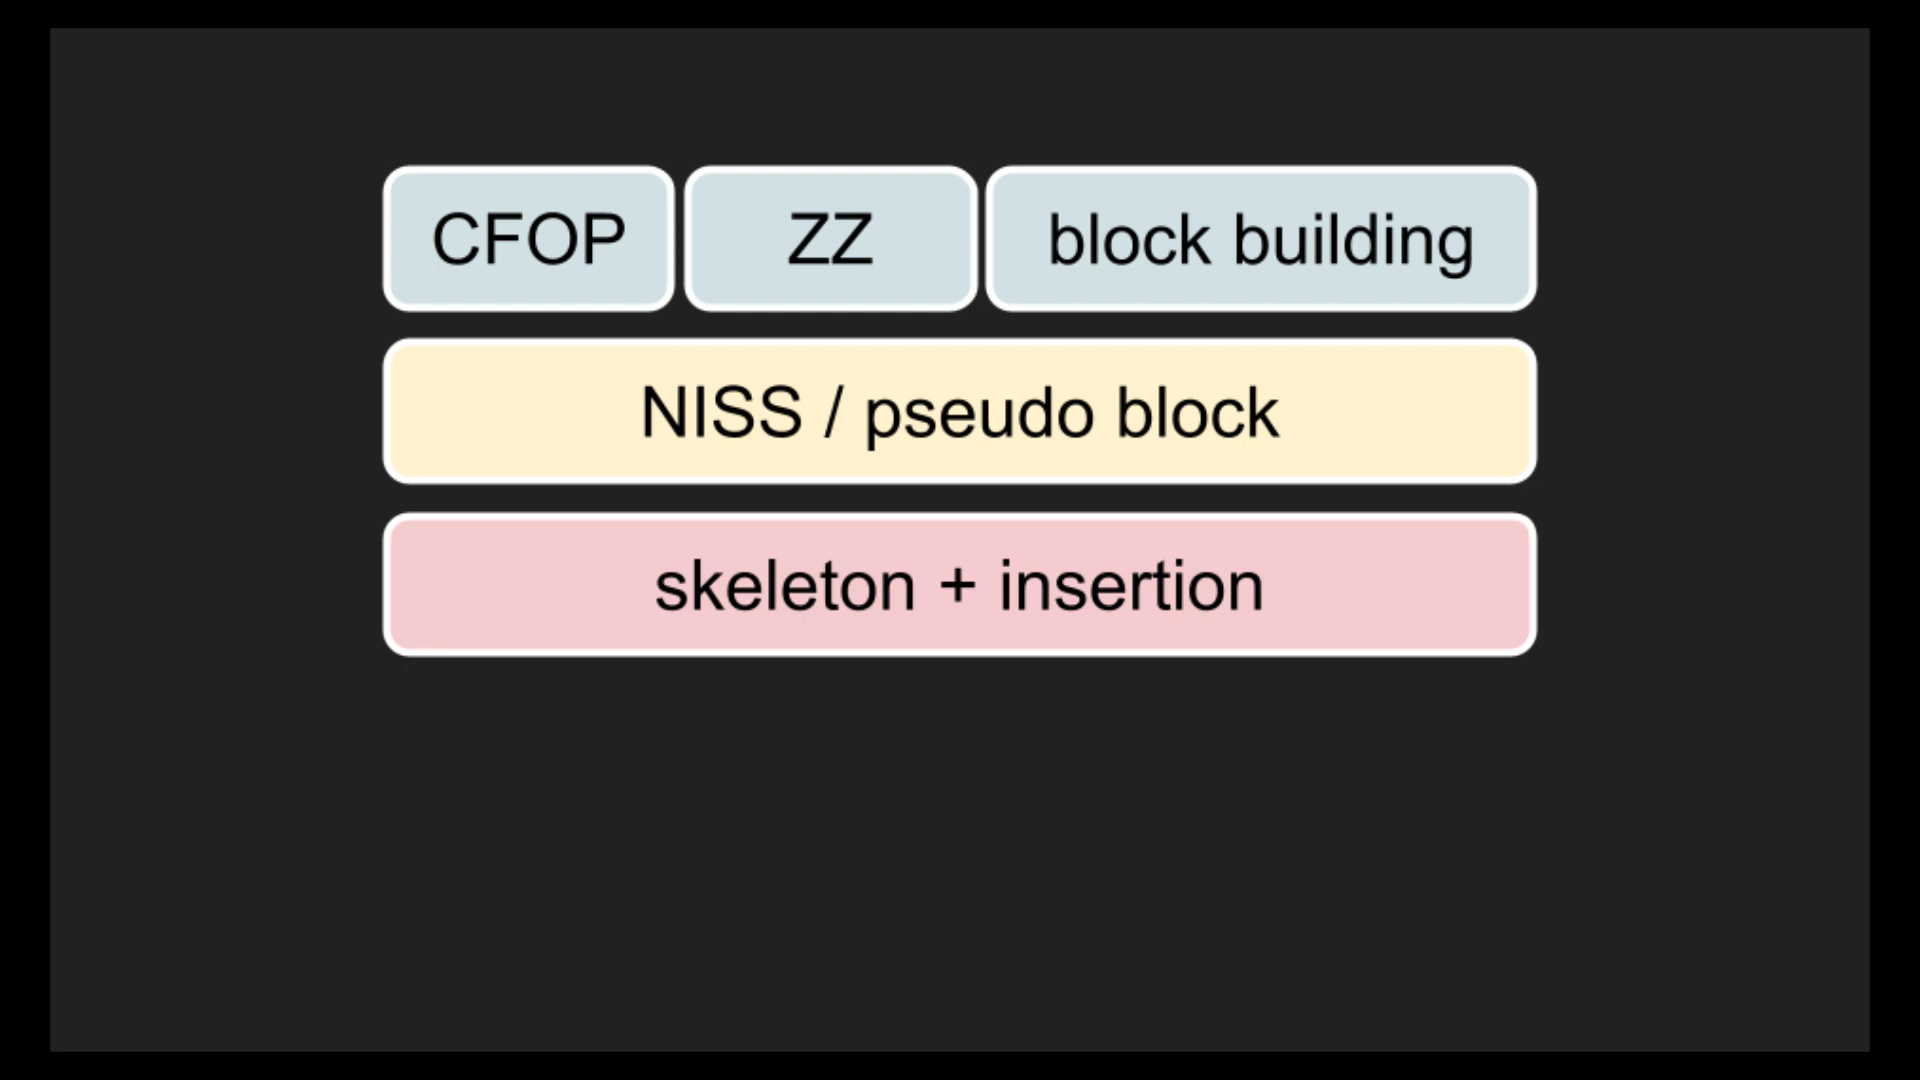 CFOP ZZ block building
NISS / pseudo block
skeleton + insertion